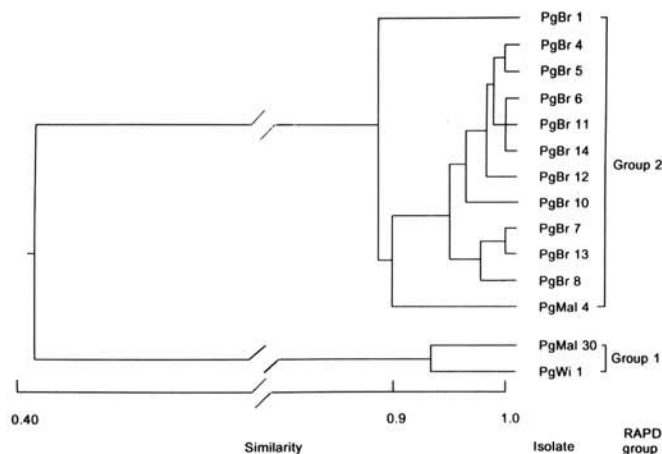 PgBr 1
PgBr 4
PgBr 5
PgBr 6
PgBr 11
PgBr 14
PgBr 12
PgBr 10
PgBr 7
PgBr 13
PgBr 8
PgMal 4
Group 2
PgMal 30
PgWi 1
Group 1
0.40 0.9 1.0
Similarity Isolate RAPD
group